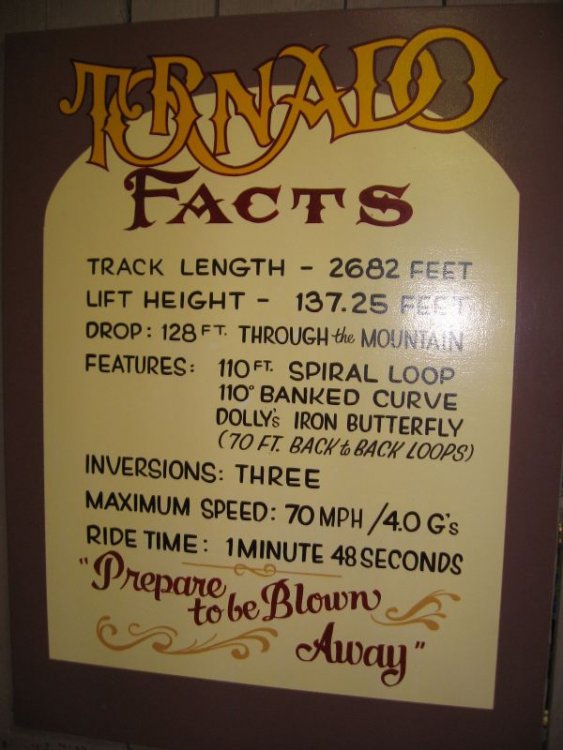 TORNADO
FACTS
TRACK LENGTH - 2682 FEET
LIFT HEIGHT - 137.25 FEET
DROP: 128 FT. THROUGH the MOUNTAIN
FEATURES: 110 FT. SPIRAL LOOP
110° BANKED CURVE
DOLLY's IRON BUTTERFLY
(70 FT. BACK to BACK LOOPS)
INVERSIONS: THREE
MAXIMUM SPEED: 70 MPH /4.0 G's
RIDE TIME: 1 MINUTE 48 SECONDS
"Prepare
to be Blown
Away"